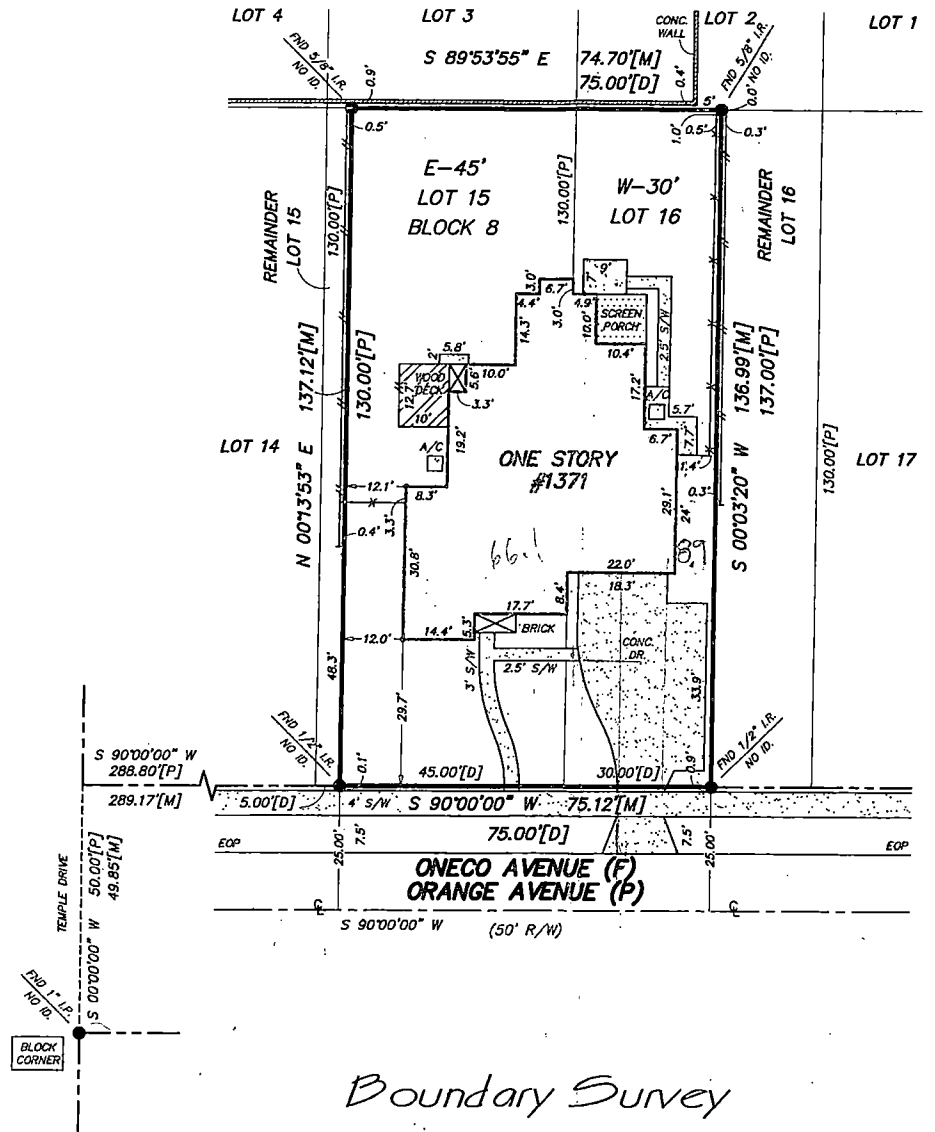 LOT 4
LOT 3
LOT 2
LOT 1
CONC.
WALL
FND 5/8" I.R.
NO ID.
0.9'
S 89°53'55" E
74.70'[M]
75.00'[D]
0.4'
FND 5/8" I.R.
NO ID.
5'
0.0'
0.5'
1.0'
0.5'
0.3'
E-45'
LOT 15
BLOCK 8
130.00'[P]
W-30'
LOT 16
REMAINDER
LOT 15
130.00'[P]
REMAINDER
LOT 16
3.0'
6.7'
4.4'
3.0'
4.9'
7'
9'
14.3'
10.0'
SCREEN
PORCH
10.4'
2.5' S/W
2'
5.8'
5.6'
10.0'
WOOD
DECK
12.7'
10'
3.3'
17.2'
A/C
5.7'
6.7'
7.7'
1.4'
N 00°13'53" E
137.12'[M]
130.00'[P]
S 00°03'20" W
136.99'[M]
137.00'[P]
130.00'[P]
LOT 14
LOT 17
A/C
19.2'
ONE STORY
#1371
12.1'
8.3'
3.3'
0.4'
29.1'
24'
0.3'
66.1
8.9
30.8'
22.0'
18.3'
8.4'
17.7'
5.3'
BRICK
12.0'
14.4'
CONC.
DR.
3' S/W
2.5' S/W
48.3'
29.7'
33.9'
FND 1/2" I.R.
NO ID.
FND 1/2" I.R.
NO ID.
0.1'
45.00'[D]
30.00'[D]
0.9'
S 90°00'00" W
288.80'[P]
289.17'[M]
5.00'[D]
4' S/W
S 90°00'00" W
75.12'[M]
75.00'[D]
EOP
25.00'
7.5'
7.5'
25.00'
EOP
ONECO AVENUE (F)
ORANGE AVENUE (P)
S 90°00'00" W
(50' R/W)
TEMPLE DRIVE
S 00°00'00" W
50.00'[P]
49.85'[M]
FND 1" I.P.
NO ID.
BLOCK
CORNER
Boundary Survey